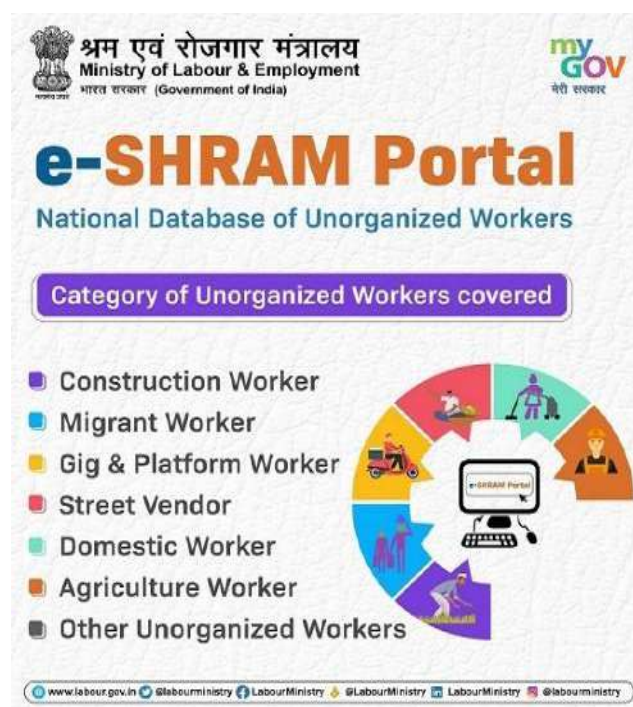 श्रम एवं रोजगार मंत्रालय
Ministry of Labour & Employment
भारत सरकार (Government of India)
my
GOV
मेरी सरकार
e-SHRAM Portal
National Database of Unorganized Workers
Category of Unorganized Workers covered
Construction Worker
Migrant Worker
Gig & Platform Worker
Street Vendor
Domestic Worker
Agriculture Worker
Other Unorganized Workers
e-SHRAM Portal
www.labour.gov.in @labourministry LabourMinistry @LabourMinistry LabourMinistry @labourministry